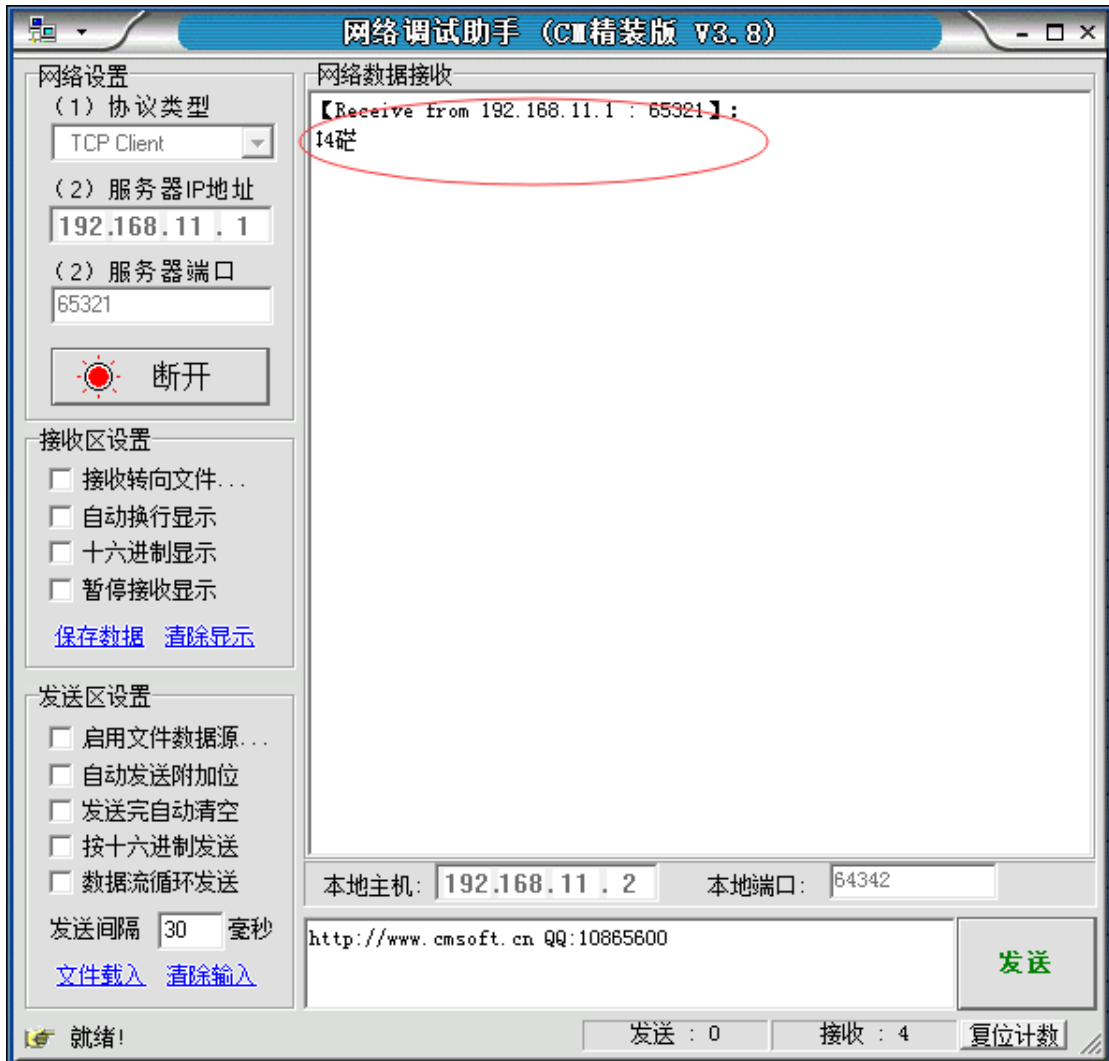 网络调试助手 (CM精装版 V3.8)
网络设置
(1) 协议类型
TCP Client
(2) 服务器IP地址
192.168.11.1
(2) 服务器端口
65321
断开
接收区设置
接收转向文件...
自动换行显示
十六进制显示
暂停接收显示
保存数据 清除显示
发送区设置
启用文件数据源...
自动发送附加位
发送完自动清空
按十六进制发送
数据流循环发送
发送间隔 30 毫秒
文件载入 清除输入
网络数据接收
【Receive from 192.168.11.1 : 65321】:
本地主机: 192.168.11.2 本地端口: 64342
http://www.cmsoft.cn QQ:10865600
发送
就绪!
发送 : 0 接收 : 4 复位计数